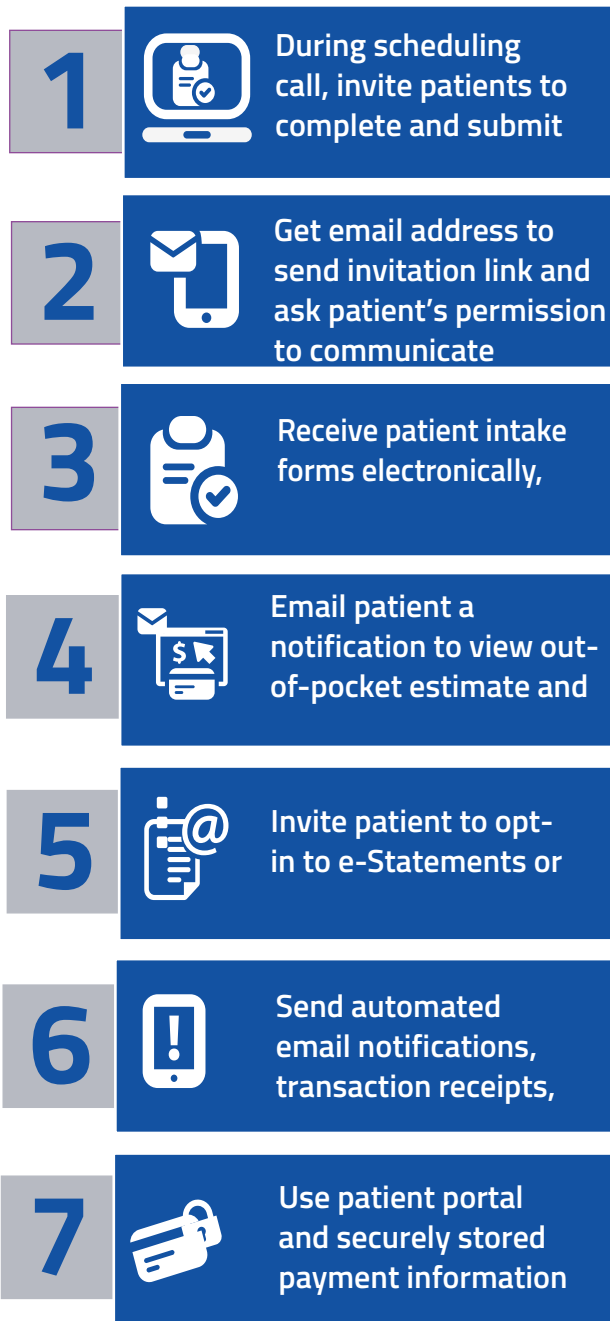 1
During scheduling
call, invite patients to
complete and submit
2
Get email address to
send invitation link and
ask patient’s permission
to communicate
3
Receive patient intake
forms electronically,
4
Email patient a
notification to view out-
of-pocket estimate and
5
Invite patient to opt-
in to e-Statements or
6
Send automated
email notifications,
transaction receipts,
7
Use patient portal
and securely stored
payment information